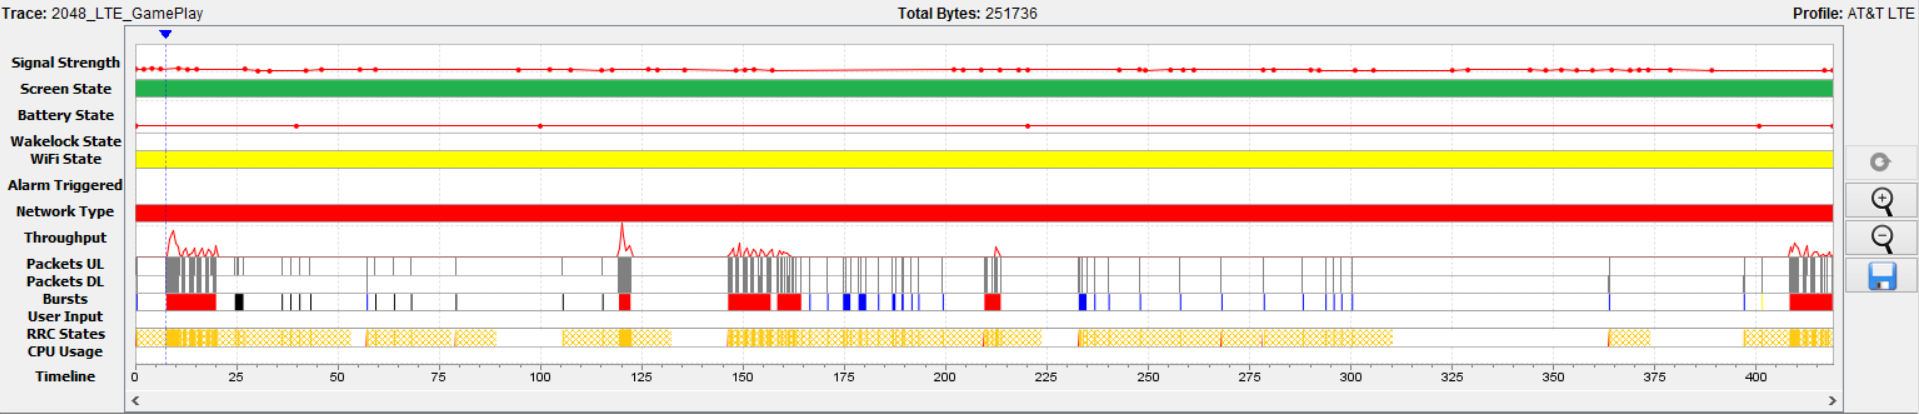 Trace: 2048_LTE_GamePlay Total Bytes: 251736 Profile: AT&T LTE
Signal Strength
Screen State
Battery State
Wakelock State
WiFi State
Alarm Triggered
Network Type
Throughput
Packets UL
Packets DL
Bursts
User Input
RRC States
CPU Usage
Timeline 0 25 50 75 100 125 150 175 200 225 250 275 300 325 350 375 400